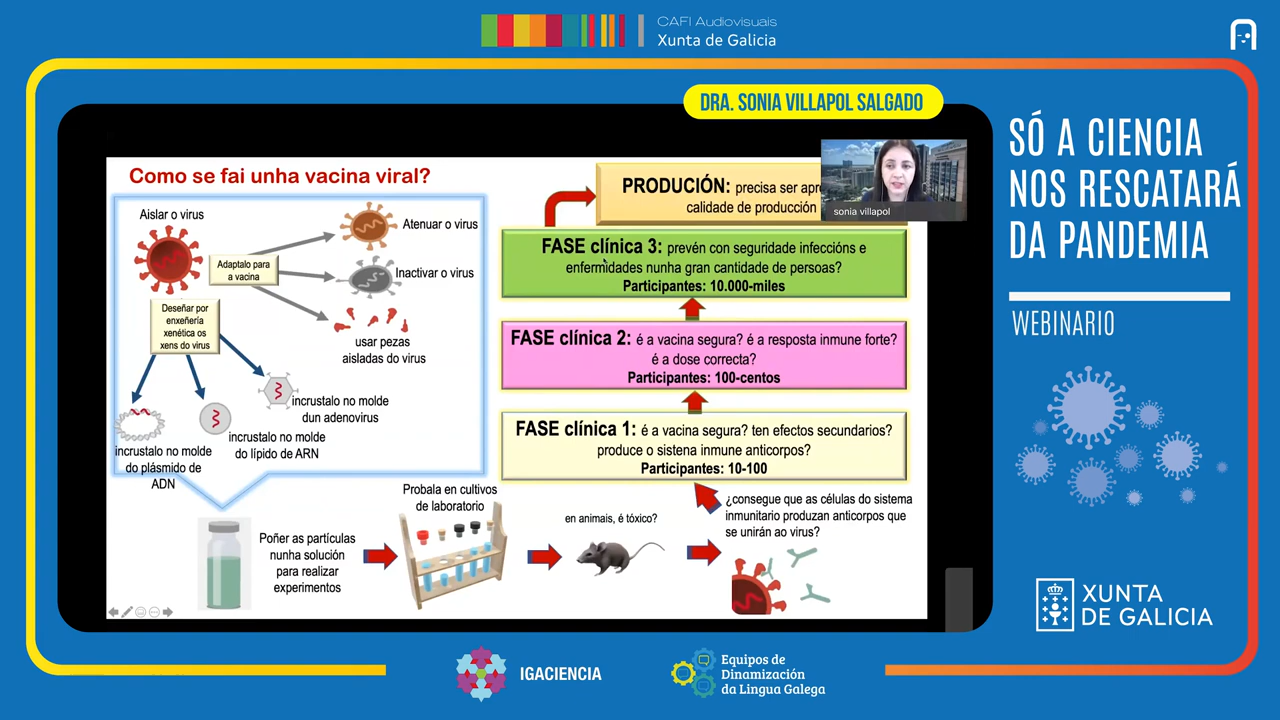 CAFI Audiovisuais
Xunta de Galicia
DRA. SONIA VILLAPOL SALGADO
SÓ A CIENCIA
NOS RESCATARÁ
DA PANDEMIA
WEBINARIO
Como se fai unha vacina viral?
Aislar o virus
Adaptalo para
a vacina
Atenuar o virus
Inactivar o virus
usar pezas
aisladas do virus
Deseñar por
enxeñería
xenética os
xens do virus
incrustalo no molde
dun adenovirus
incrustalo no molde
do lípido de ARN
incrustalo no molde
do plásmido de
ADN
PRODUCIÓN: precisa ser
calidade de producción
sonia villapol
FASE clínica 3: prevén con seguridade infeccións e
enfermidades nunha gran cantidade de persoas?
Participantes: 10.000-miles
FASE clínica 2: é a vacina segura? é a resposta inmune forte?
é a dose correcta?
Participantes: 100-centos
FASE clínica 1: é a vacina segura? ten efectos secundarios?
produce o sistena inmune anticorpos?
Participantes: 10-100
Poñer as partículas
nunha solución
para realizar
experimentos
Probala en cultivos
de laboratorio
en animais, é tóxico?
¿consegue que as células do sistema
inmunitario produzan anticorpos que
se unirán ao virus?
XUNTA
DE GALICIA
IGACIENCIA
Equipos de
Dinamización
da Lingua Galega